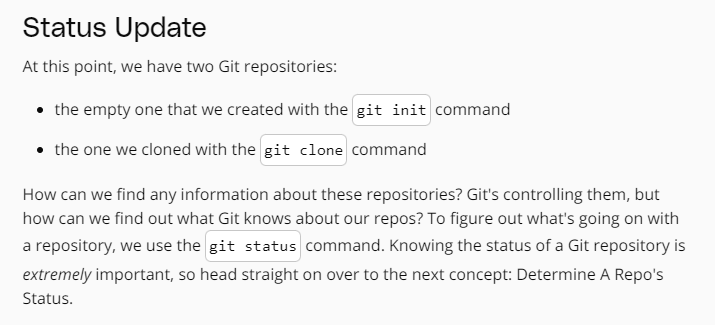 Status Update
At this point, we have two Git repositories:
• the empty one that we created with the git init command
• the one we cloned with the git clone command
How can we find any information about these repositories? Git's controlling them, but
how can we find out what Git knows about our repos? To figure out what's going on with
a repository, we use the git status command. Knowing the status of a Git repository is
extremely important, so head straight on over to the next concept: Determine A Repo's
Status.